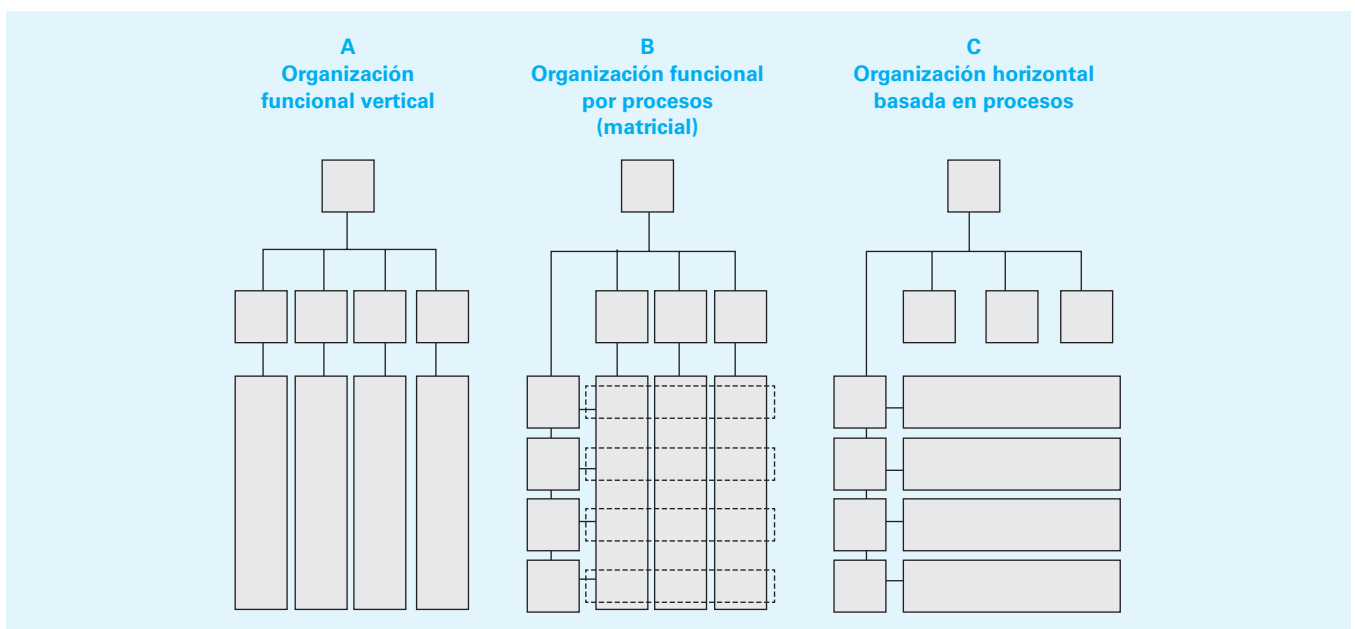 A
Organización
funcional vertical
B
Organización funcional
por procesos
(matricial)
C
Organización horizontal
basada en procesos